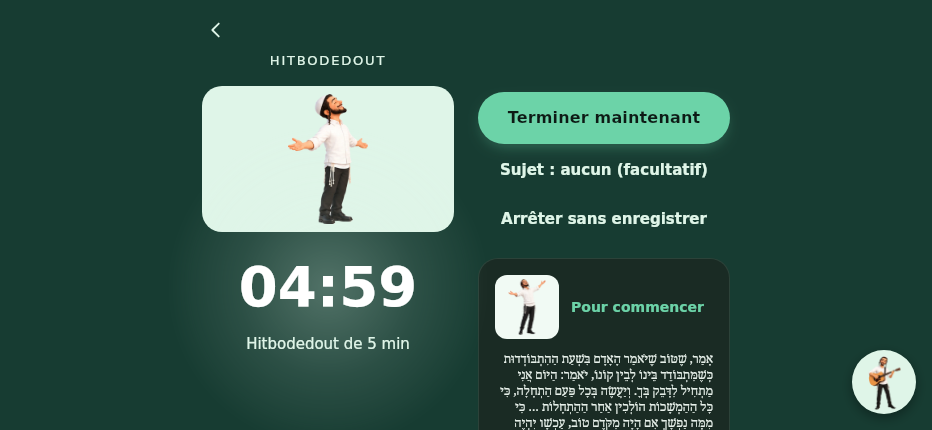 HITBODEDOUT
04:59
Hitbodedout de 5 min
Terminer maintenant
Sujet : aucun (facultatif)
Arrêter sans enregistrer
Pour commencer
אָמַר, שֶׁטּוֹב שֶׁיֹּאמַר הָאָדָם בִּשְׁעַת הַהִתְבּוֹדְדוּת
כְּשֶׁמִּתְבּוֹדֵד בֵּינוֹ לְבֵין קוֹנוֹ, יֹאמַר: הַיּוֹם אֲנִי
מַתְחִיל לְדַבֵּק בְּךָ. וְיַעֲשֶׂה בְּכָל פַּעַם הַתְחָלָה, כִּי
כָּל הַהַמְשָׁכוֹת הוֹלְכִין אַחַר הַהַתְחָלוֹת ... כִּי
מִמַּה נַּפְשָׁךְ אִם הָיָה מִקֹּדֶם טוֹב, עַכְשָׁו יִהְיֶה